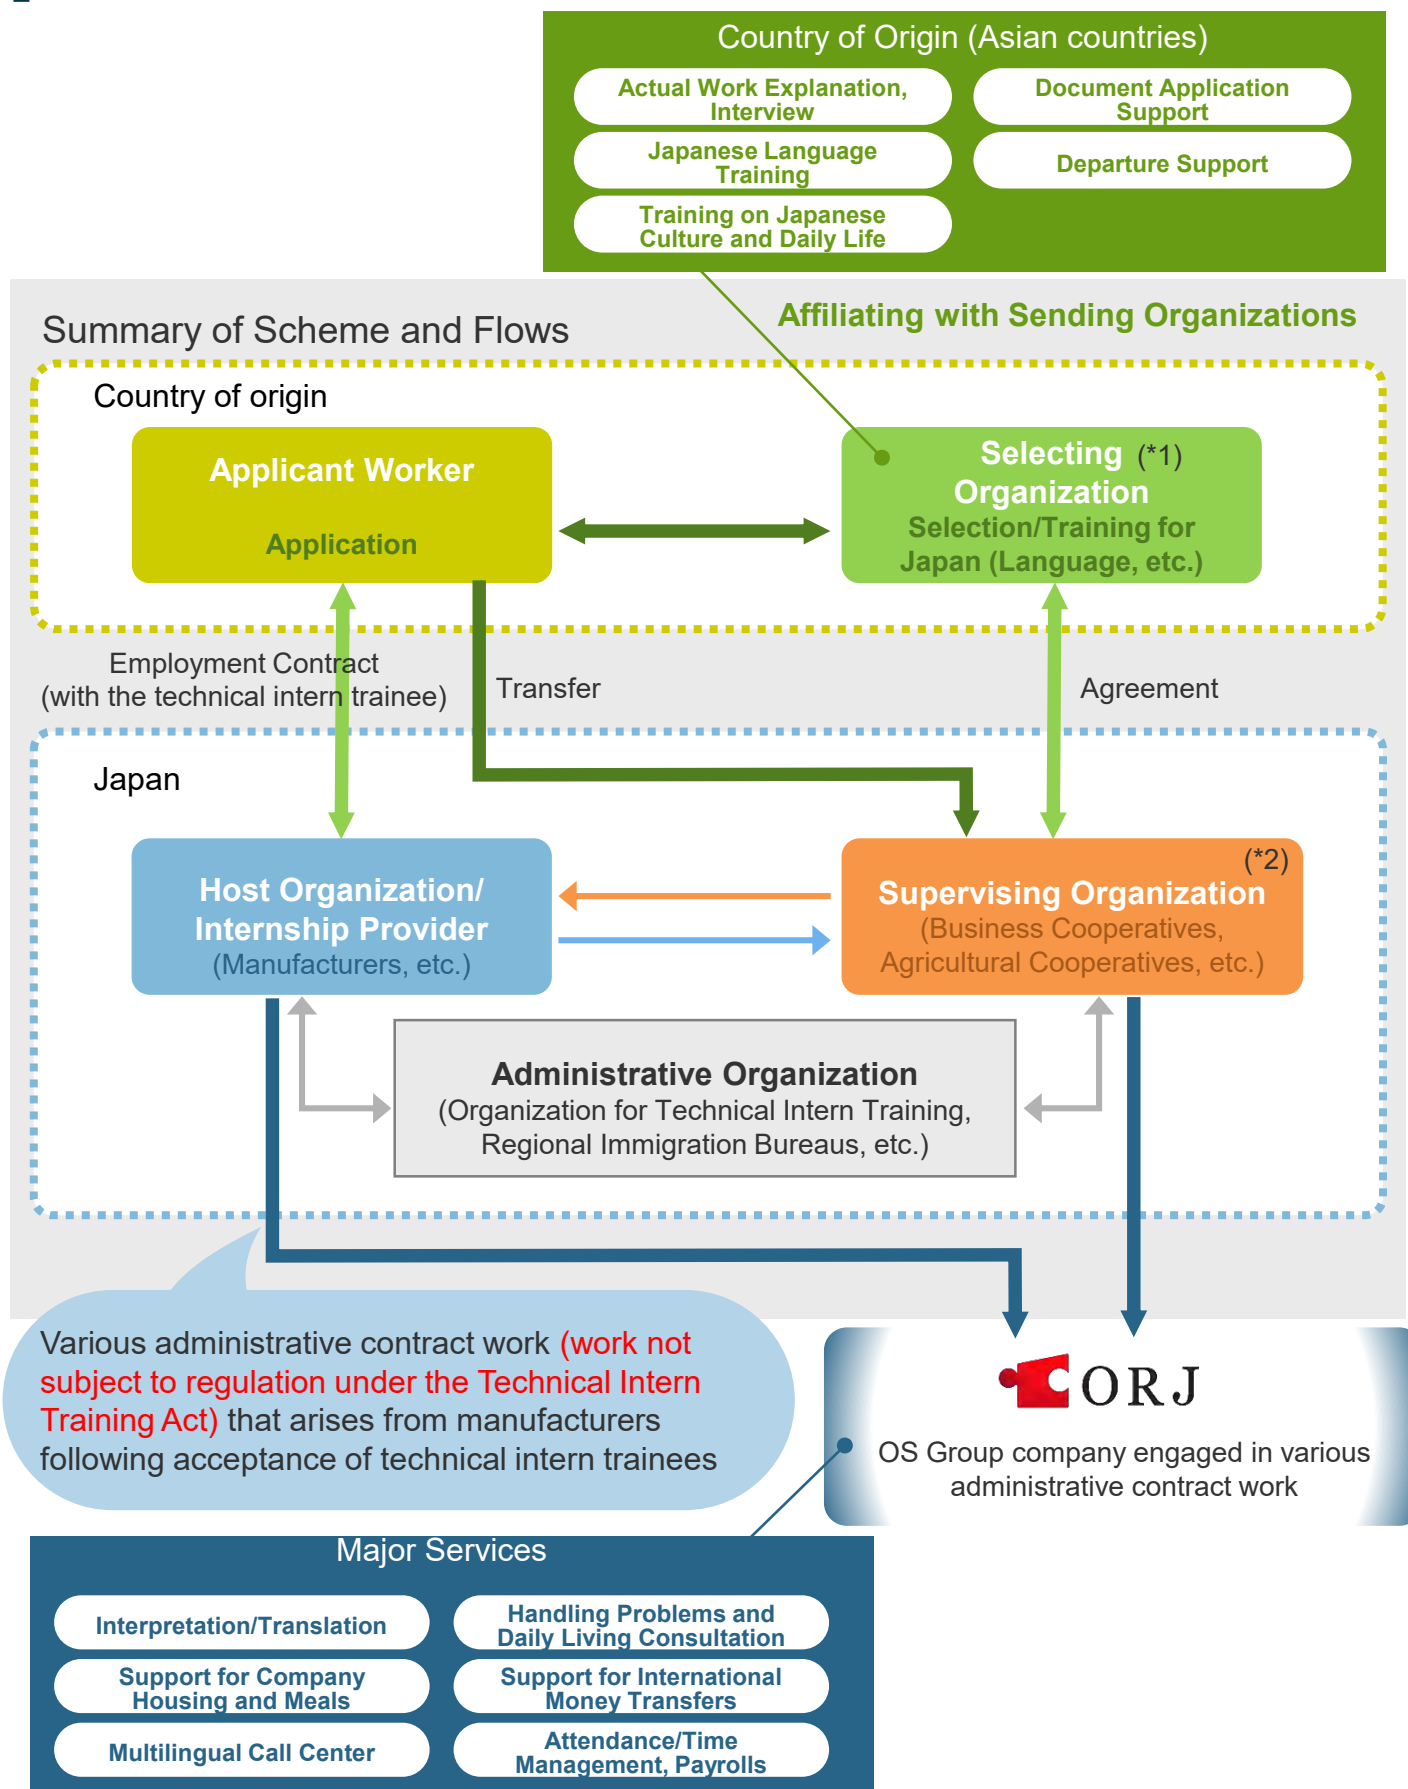 Country of Origin (Asian countries)
Actual Work Explanation,
Interview
Document Application
Support
Japanese Language
Training
Departure Support
Training on Japanese
Culture and Daily Life
Affiliating with Sending Organizations
Summary of Scheme and Flows
Country of origin
Applicant Worker
Application
Selecting (*1)
Organization
Selection/Training for
Japan (Language, etc.)
Employment Contract
(with the technical intern trainee)
Transfer
Agreement
Japan
Host Organization/
Internship Provider
(Manufacturers, etc.)
(*2)
Supervising Organization
(Business Cooperatives,
Agricultural Cooperatives, etc.)
Administrative Organization
(Organization for Technical Intern Training,
Regional Immigration Bureaus, etc.)
Various administrative contract work (work not
subject to regulation under the Technical Intern
Training Act) that arises from manufacturers
following acceptance of technical intern trainees
ORJ
OS Group company engaged in various
administrative contract work
Major Services
Interpretation/Translation
Handling Problems and
Daily Living Consultation
Support for Company
Housing and Meals
Support for International
Money Transfers
Multilingual Call Center
Attendance/Time
Management, Payrolls